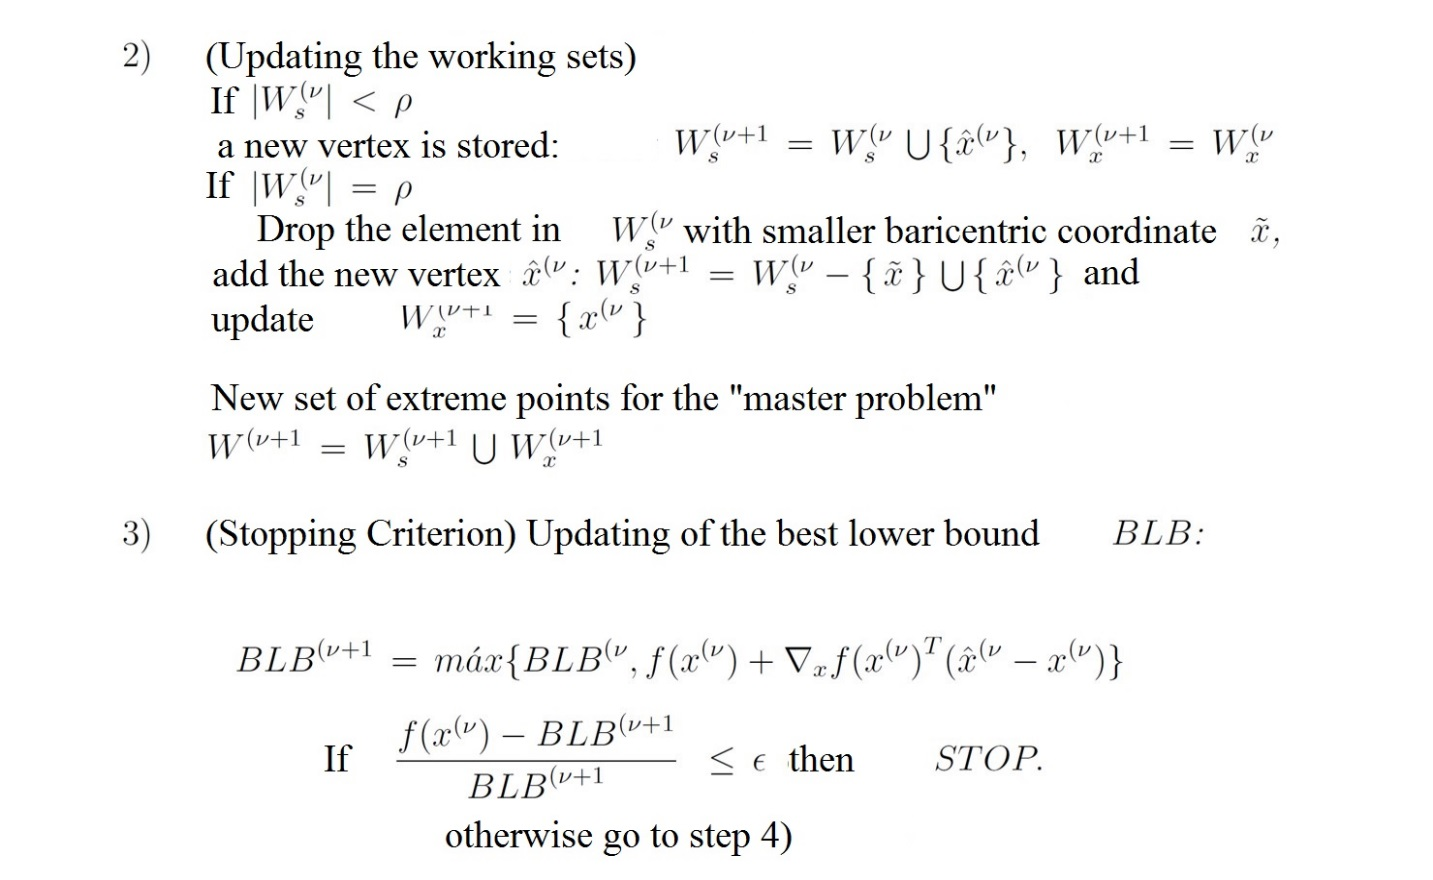 2) (Updating the working sets)
If |W_s^{(ν}| < ρ
a new vertex is stored: W_s^{(ν+1} = W_s^{(ν} ∪ {x̂^{(ν}}, W_x^{(ν+1} = W_x^{(ν}
If |W_s^{(ν}| = ρ
Drop the element in W_s^{(ν} with smaller baricentric coordinate x̃,
add the new vertex x̂^{(ν}: W_s^{(ν+1} = W_s^{(ν} − {x̃} ∪ {x̂^{(ν}} and
update W_x^{(ν+1} = {x^{(ν}}
New set of extreme points for the "master problem"
W^{(ν+1} = W_s^{(ν+1} ∪ W_x^{(ν+1}
3) (Stopping Criterion) Updating of the best lower bound BLB:
BLB^{(ν+1} = máx{BLB^{(ν}, f(x^{(ν}) + ∇_x f(x^{(ν})^T (x̂^{(ν} − x^{(ν})}
If \frac{f(x^{(ν}) − BLB^{(ν+1}}{BLB^{(ν+1}} ≤ ϵ then STOP.
otherwise go to step 4)